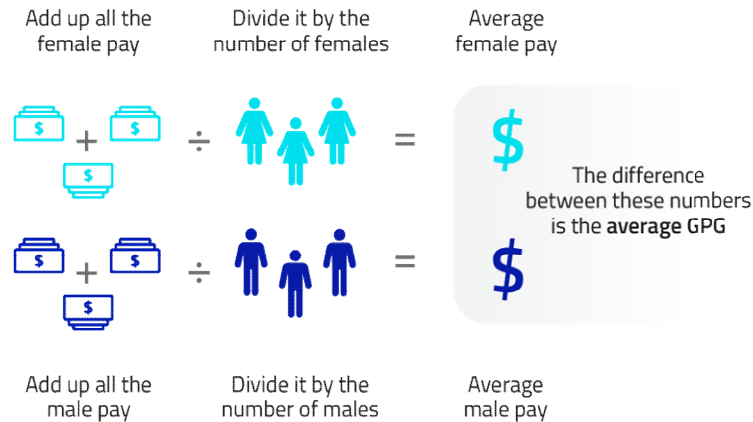 Add up all the
female pay
Divide it by the
number of females
Average
female pay
$ $ $
+ ÷ = $
The difference
between these numbers
is the average GPG
$ $ $
+ ÷ = $
Add up all the
male pay
Divide it by the
number of males
Average
male pay